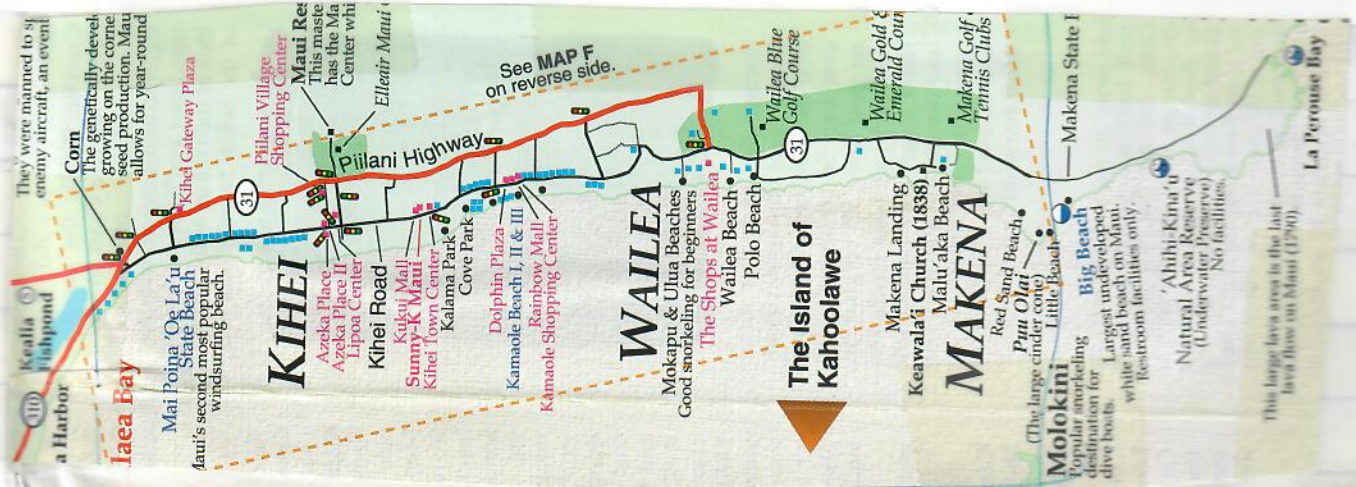 They were manned to
enemy aircraft, an event
Corn
The genetically
growing on the corne
seed production. Mau
allows for year-round
Kihei Gateway Plaza
Piilani Village
Shopping Center
Maui Res
This maste
has the Ma
Center whi
Elleair Maui
See MAP F
on reverse side.
Wailea Blue
Golf Course
Wailea Gold &
Emerald Cour
Makena Golf
Tennis Clubs
Makena State
La Perouse Bay
Kealia
Fishpond
310
31
Piilani Highway
31
a Harbor
laea Bay
Mai Poina 'Oe La'u
State Beach
Maui's second most popular
windsurfing beach.
KIHEI
Azeka Place
Azeka Place II
Lipoa Center
Kihei Road
Kukui Mall
Sunny-K Maui
Kihei Town Center
Kalama Park
Cove Park
Dolphin Plaza
Kamaole Beach I, II & III
Rainbow Mall
Kamaole Shopping Center
WAILEA
Mokapu & Ulua Beaches
Good snorkeling for beginners
The Shops at Wailea
Wailea Beach
Polo Beach
The Island of
Kahoolawe
Makena Landing
Keawala'i Church (1838)
Malu'aka Beach
MAKENA
Red Sand Beach
Puu Olai
(The large cinder cone)
Little Beach
Molokini
Popular snorkeling
destination for
dive boats.
Big Beach
Largest undeveloped
white sand beach on Maui.
Restroom facilities only.
'Ahihi-Kina'u
Natural Area Reserve
(Underwater Preserve)
No facilities.
This large lava area is the last
lava flow on Maui (1790).